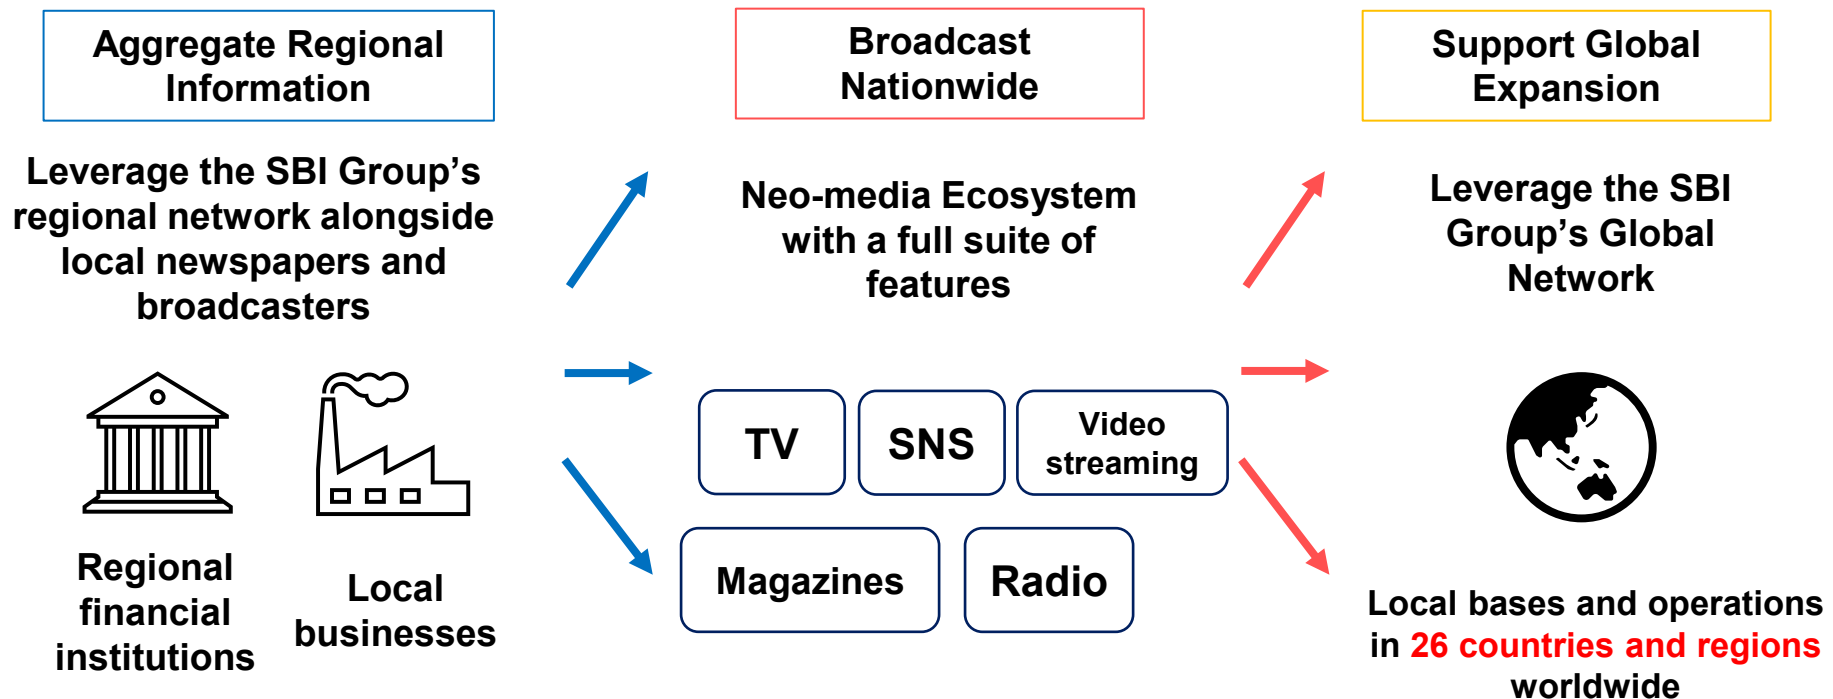 Aggregate Regional
Information
Leverage the SBI Group’s
regional network alongside
local newspapers and
broadcasters
Regional
financial
institutions
Local
businesses
Broadcast
Nationwide
Neo-media Ecosystem
with a full suite of
features
TV
SNS
Video
streaming
Magazines
Radio
Support Global
Expansion
Leverage the SBI
Group’s Global
Network
Local bases and operations
in 26 countries and regions
worldwide